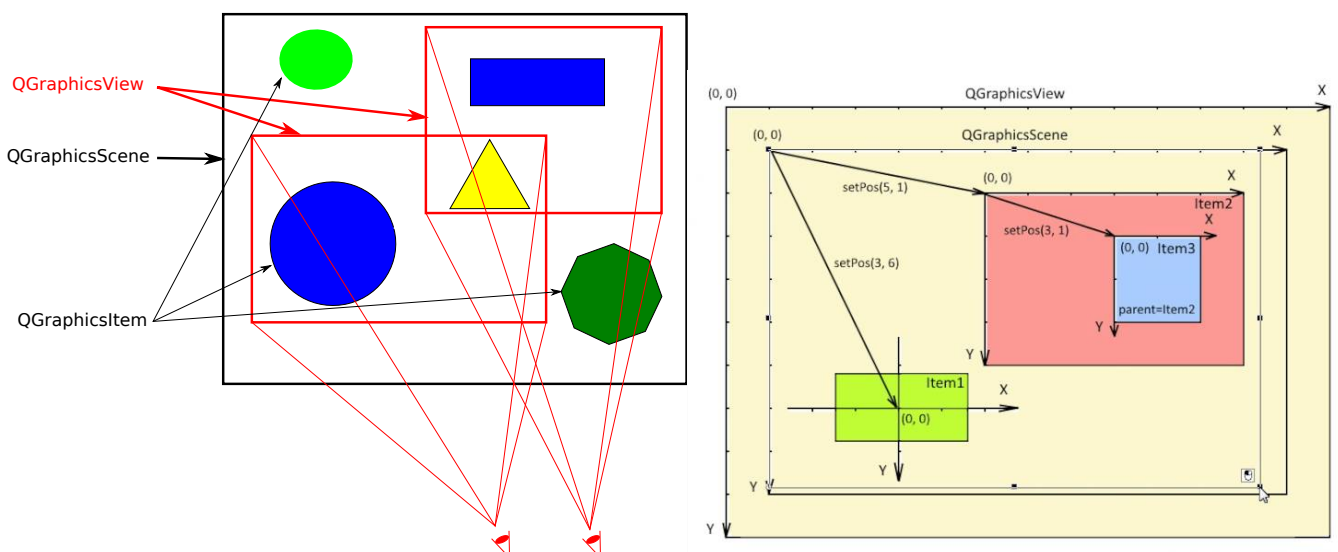 QGraphicsView
QGraphicsScene
QGraphicsItem
(0, 0)
QGraphicsView
X
(0, 0)
QGraphicsScene
X
setPos(5, 1)
(0, 0)
X
Item2
X
setPos(3, 1)
(0, 0)
Item3
setPos(3, 6)
parent=Item2
Y
Y
Item1
X
(0, 0)
Y
Y
Y